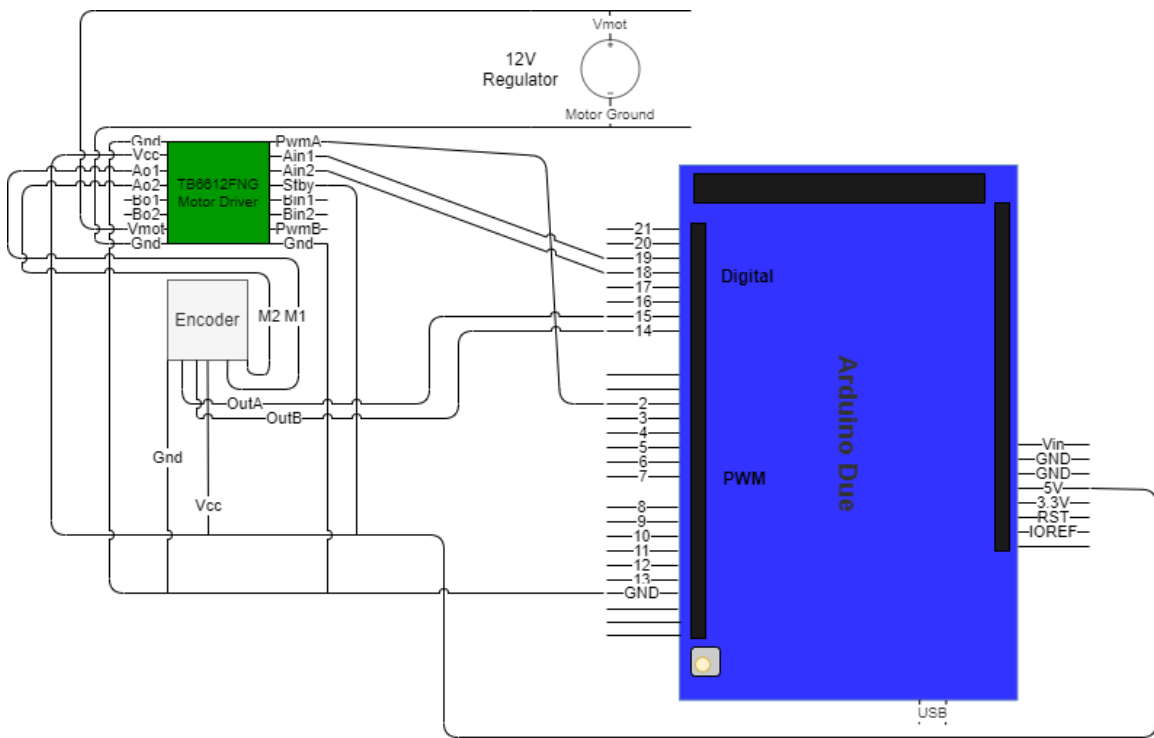 Vmot
12V
Regulator
Motor Ground
Gnd
Vcc
Ao1
Ao2
Bo1
Bo2
Vmot
Gnd
TB6612FNG
Motor Driver
PwmA
Ain1
Ain2
Stby
Bin1
Bin2
PwmB
Gnd
Encoder
M2 M1
OutA
OutB
Gnd
Vcc
21
20
19
18
17
16
15
14
2
3
4
5
6
7
8
9
10
11
12
13
GND
Digital
PWM
Arduino Due
Vin
GND
GND
5V
3.3V
RST
IOREF
USB